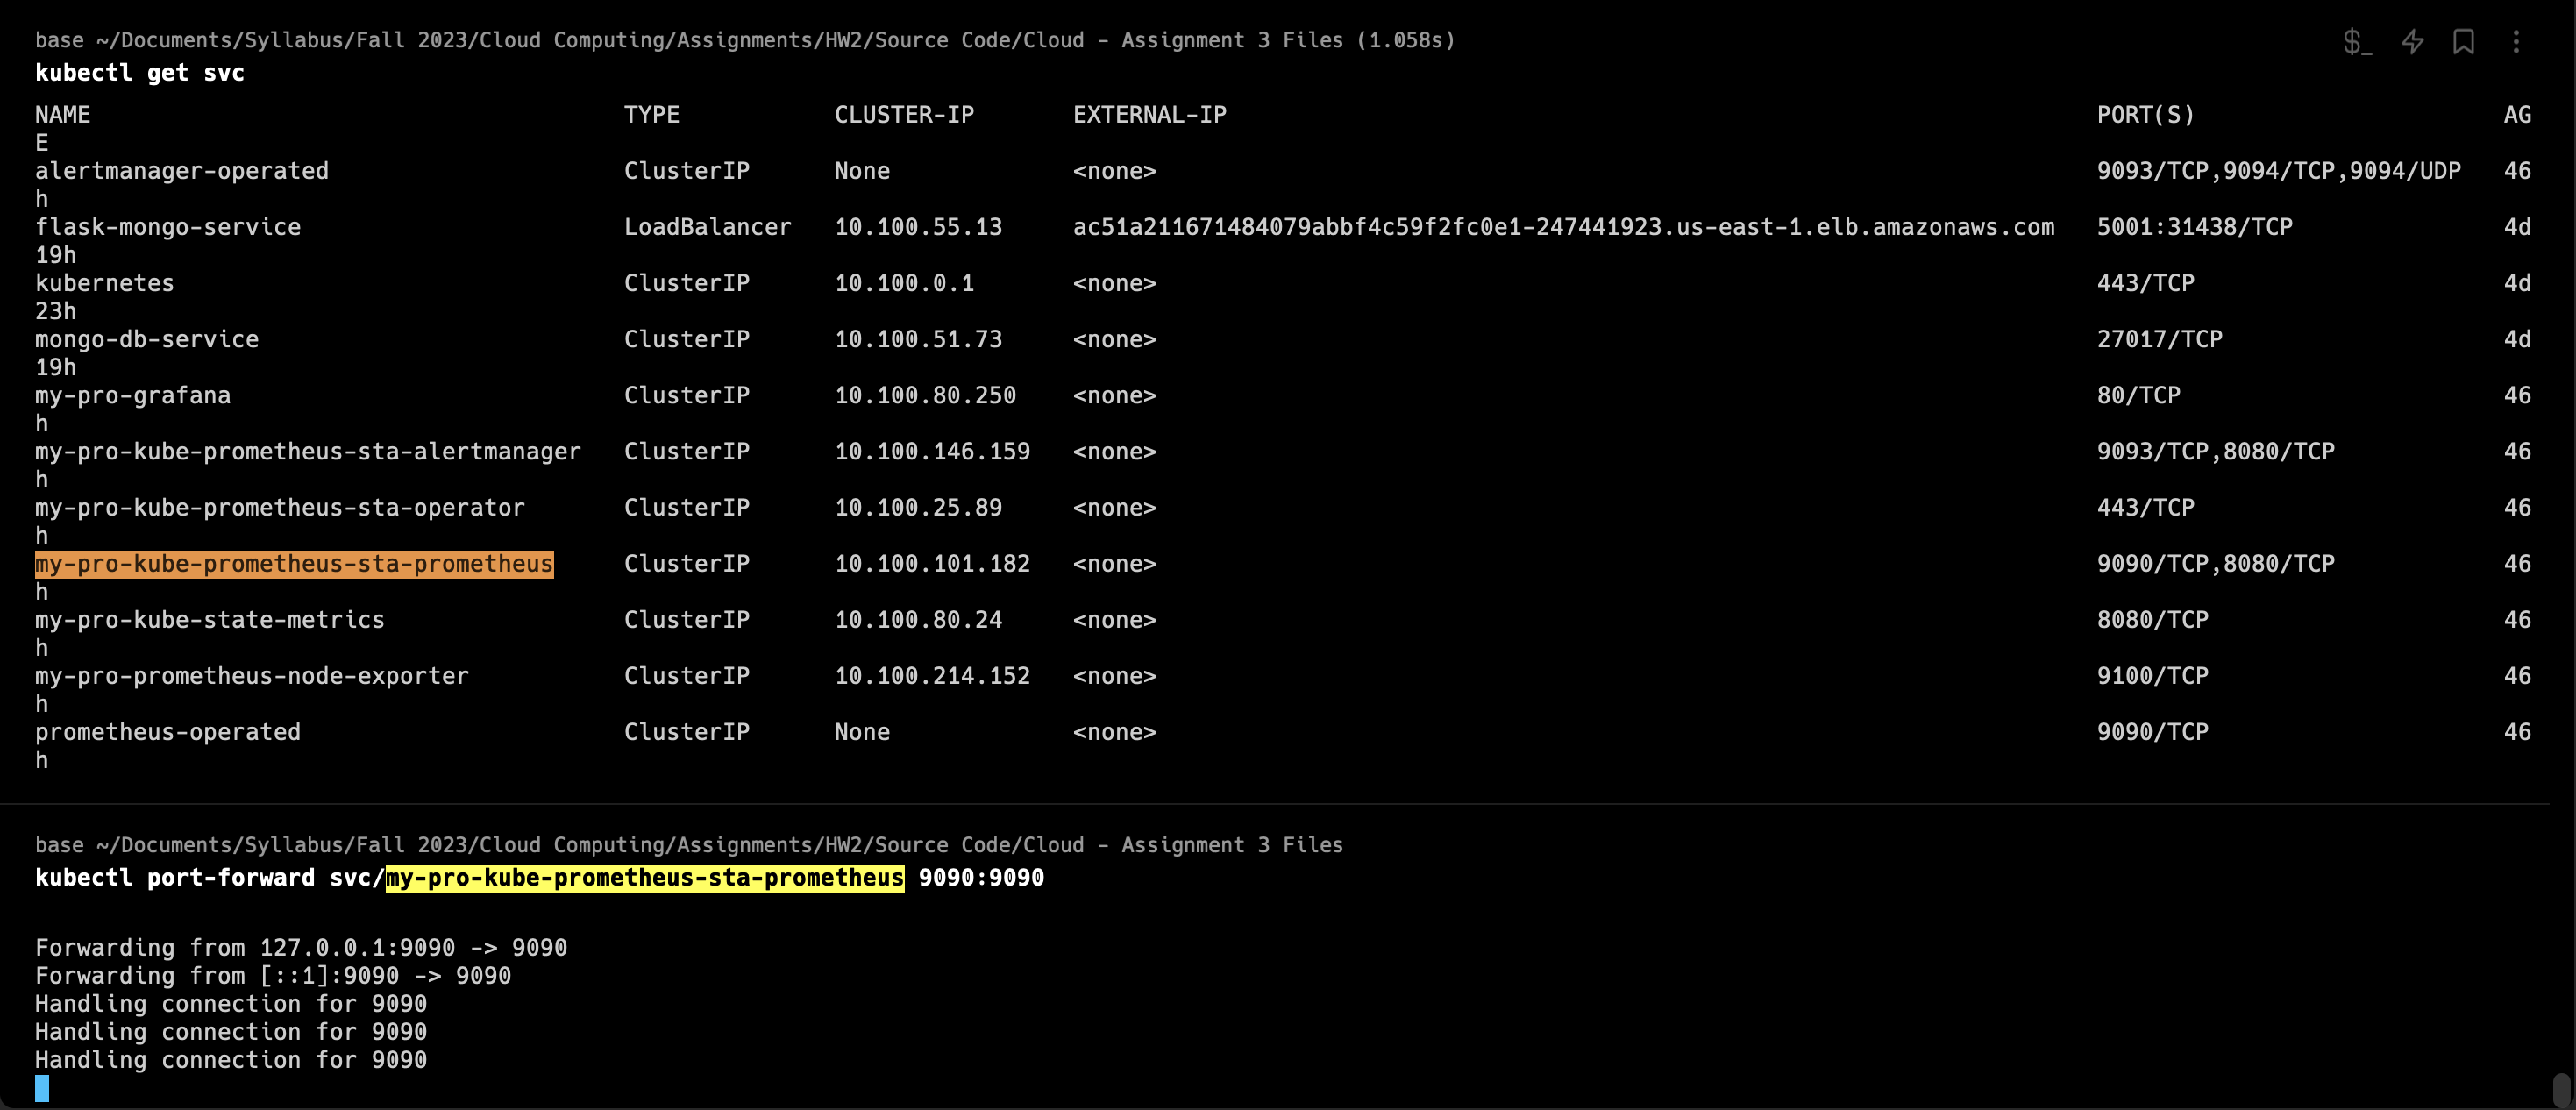 base ~/Documents/Syllabus/Fall 2023/Cloud Computing/Assignments/HW2/Source Code/Cloud - Assignment 3 Files (1.058s)
$_
kubectl get svc
NAME TYPE CLUSTER-IP EXTERNAL-IP PORT(S) AG
E
alertmanager-operated ClusterIP None <none> 9093/TCP,9094/TCP,9094/UDP 46
h
flask-mongo-service LoadBalancer 10.100.55.13 ac51a211671484079abbf4c59f2fc0e1-247441923.us-east-1.elb.amazonaws.com 5001:31438/TCP 4d
19h
kubernetes ClusterIP 10.100.0.1 <none> 443/TCP 4d
23h
mongo-db-service ClusterIP 10.100.51.73 <none> 27017/TCP 4d
19h
my-pro-grafana ClusterIP 10.100.80.250 <none> 80/TCP 46
h
my-pro-kube-prometheus-sta-alertmanager ClusterIP 10.100.146.159 <none> 9093/TCP,8080/TCP 46
h
my-pro-kube-prometheus-sta-operator ClusterIP 10.100.25.89 <none> 443/TCP 46
h
my-pro-kube-prometheus-sta-prometheus ClusterIP 10.100.101.182 <none> 9090/TCP,8080/TCP 46
h
my-pro-kube-state-metrics ClusterIP 10.100.80.24 <none> 8080/TCP 46
h
my-pro-prometheus-node-exporter ClusterIP 10.100.214.152 <none> 9100/TCP 46
h
prometheus-operated ClusterIP None <none> 9090/TCP 46
h
base ~/Documents/Syllabus/Fall 2023/Cloud Computing/Assignments/HW2/Source Code/Cloud - Assignment 3 Files
kubectl port-forward svc/my-pro-kube-prometheus-sta-prometheus 9090:9090
Forwarding from 127.0.0.1:9090 -> 9090
Forwarding from [::1]:9090 -> 9090
Handling connection for 9090
Handling connection for 9090
Handling connection for 9090